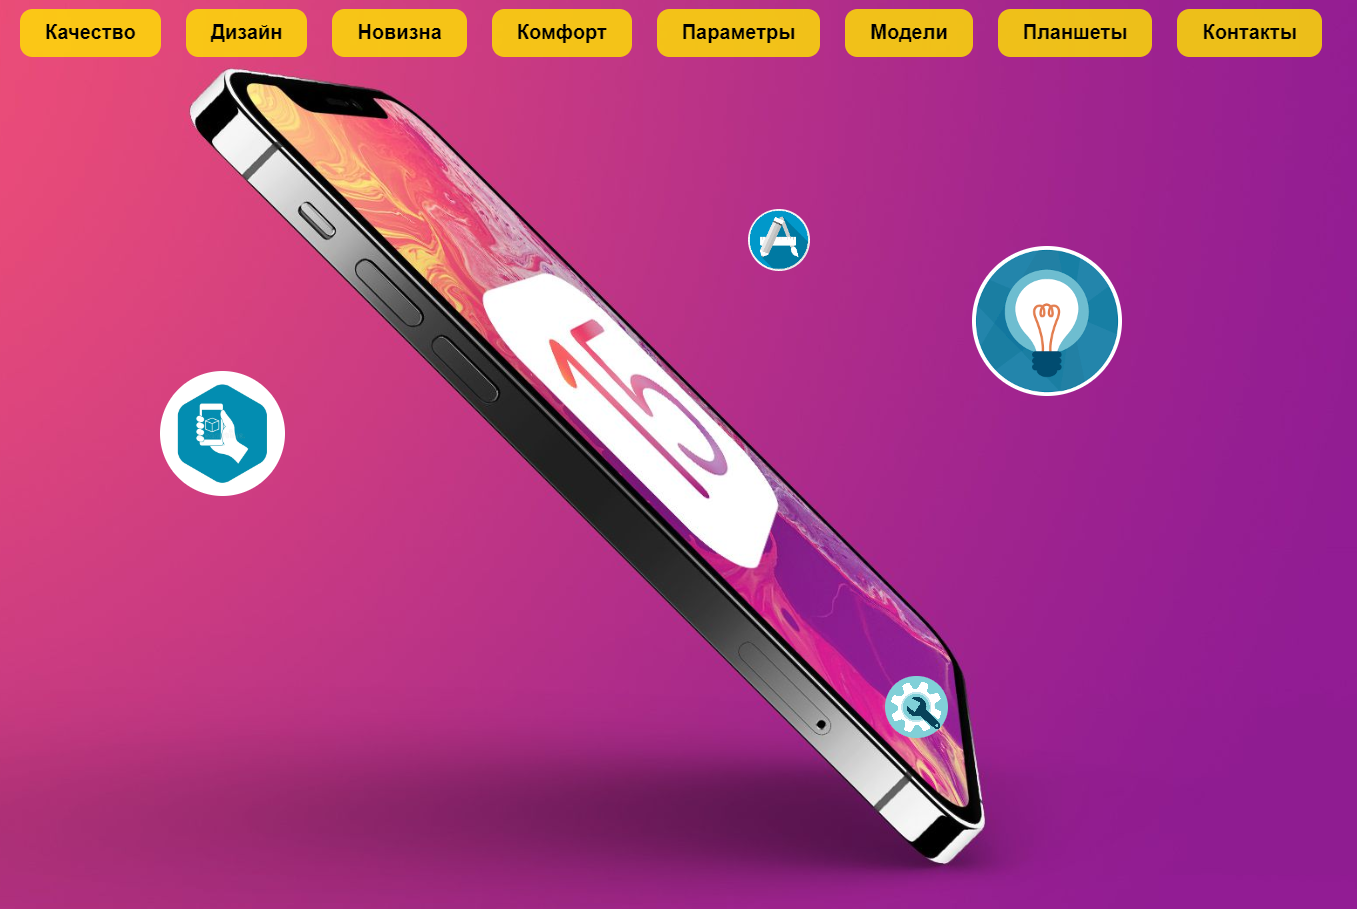 Качество
Дизайн
Новизна
Комфорт
Параметры
Модели
Планшеты
Контакты
15